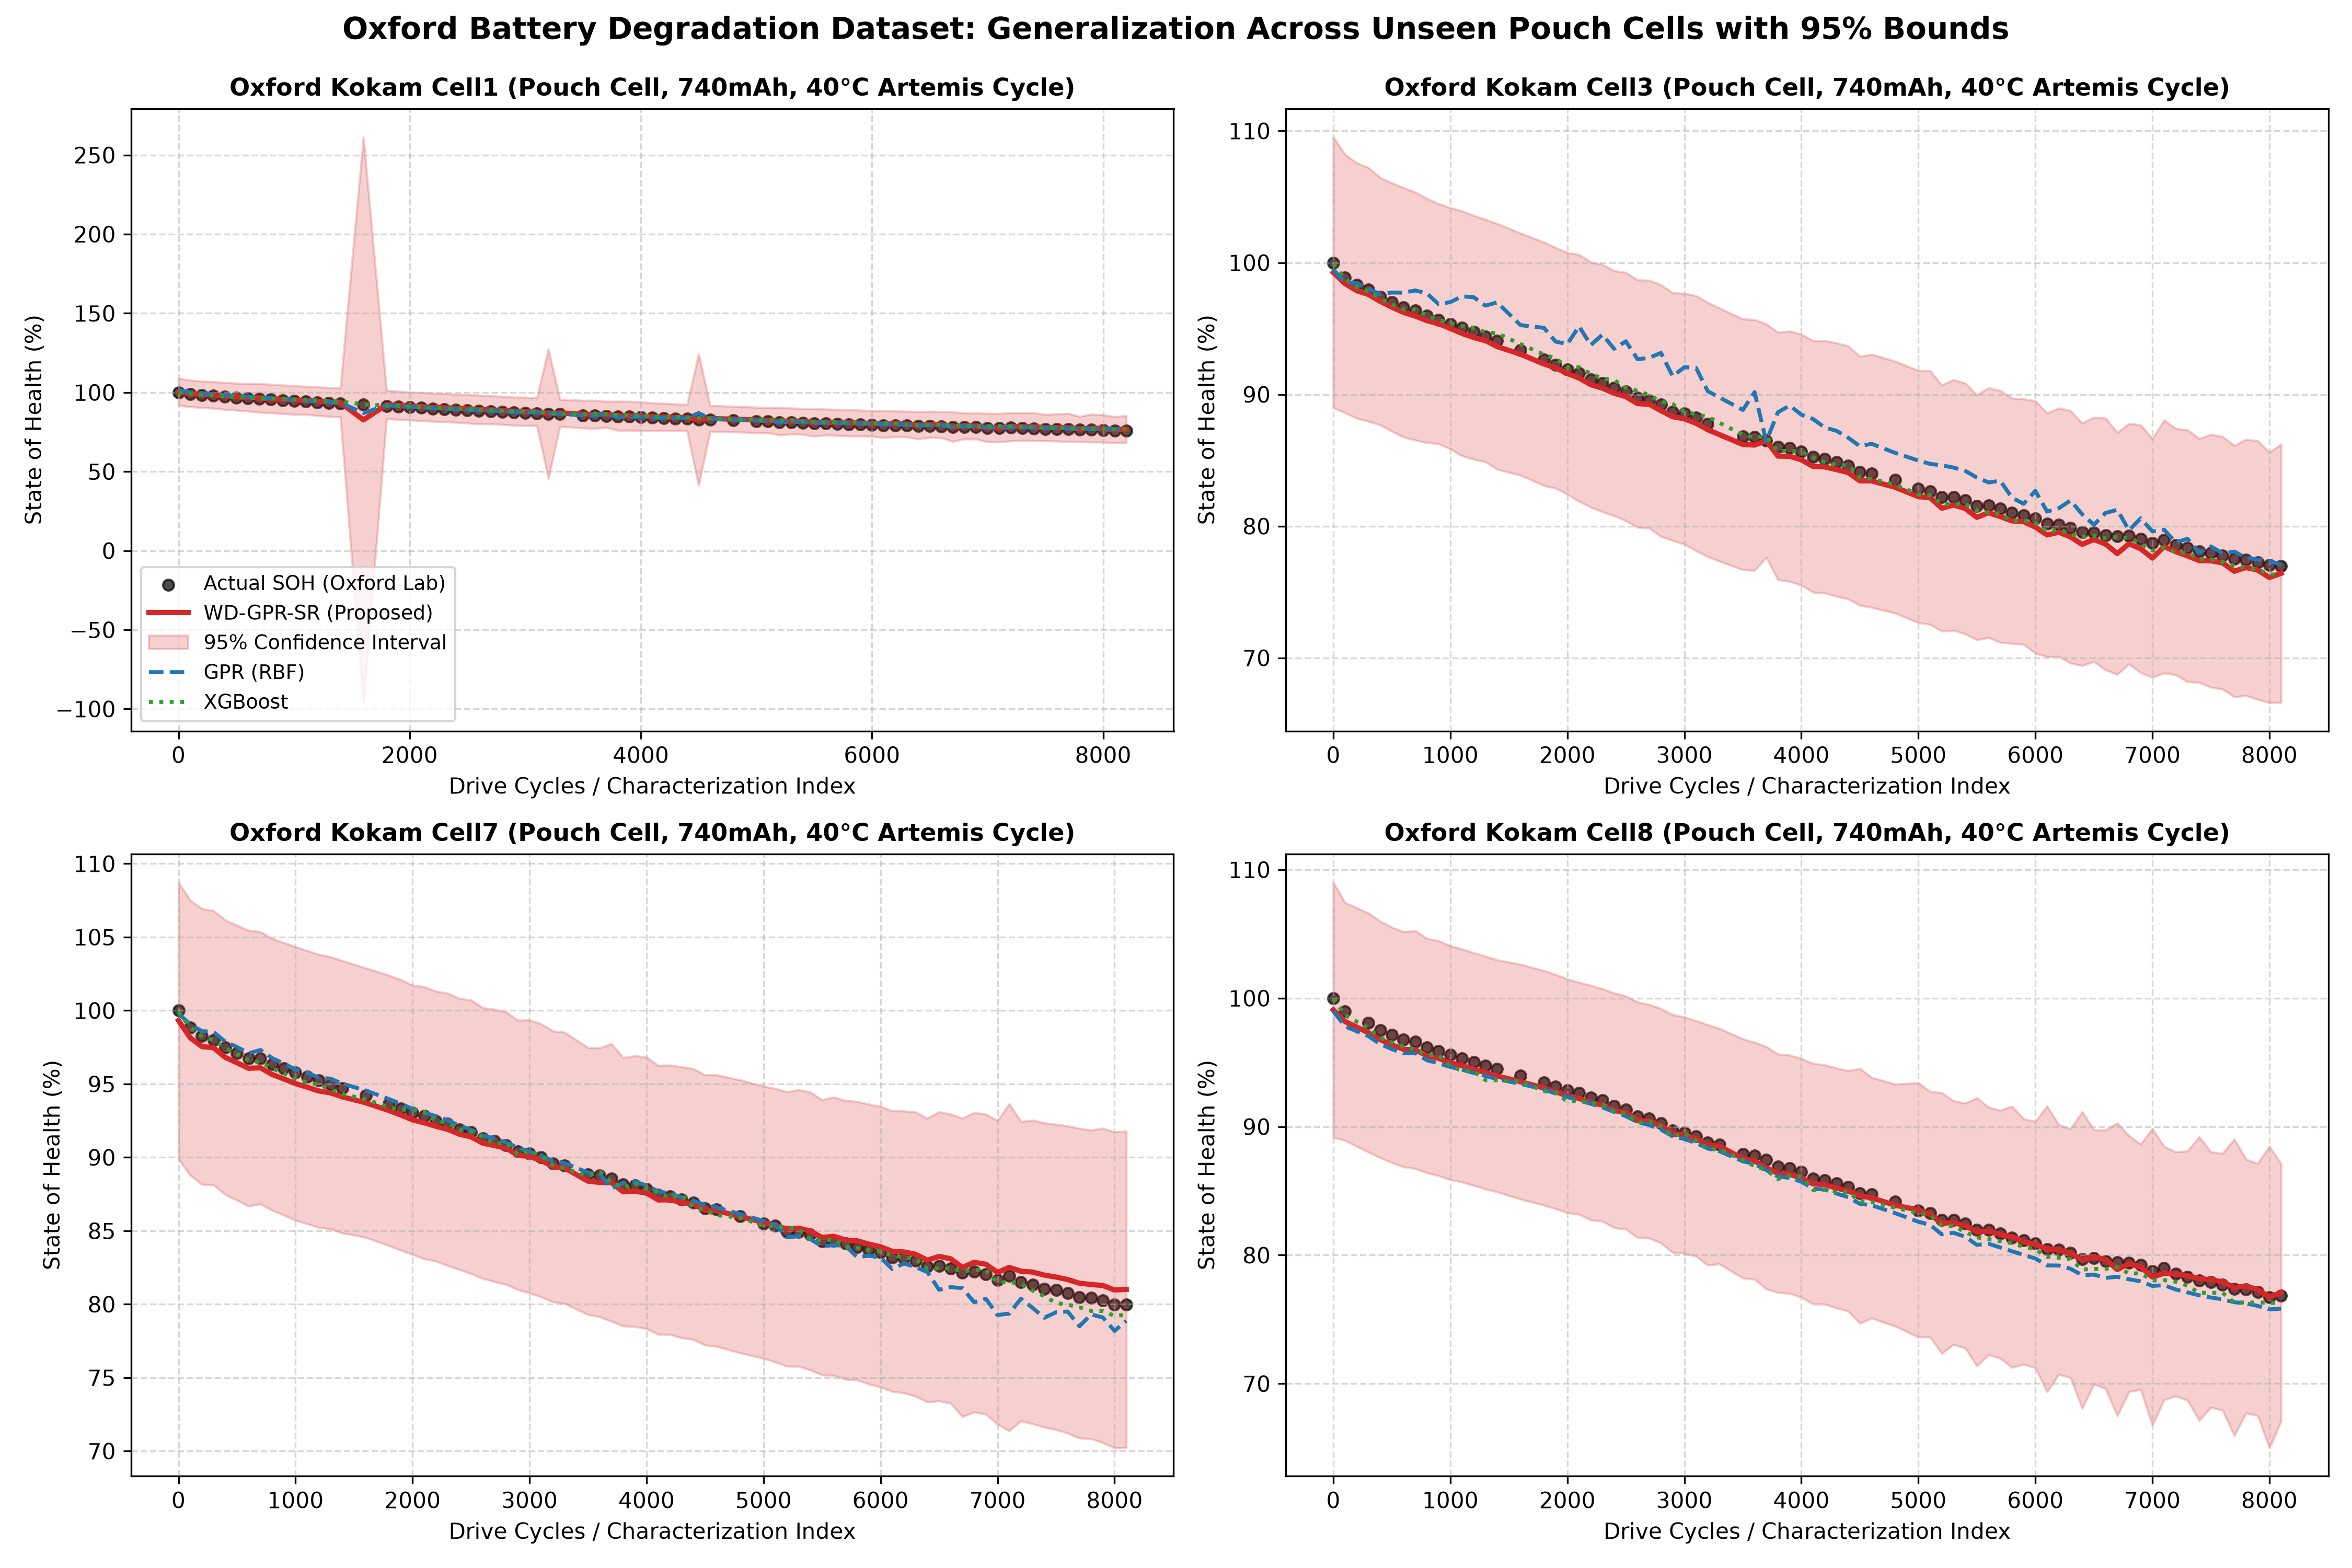 Oxford Battery Degradation Dataset: Generalization Across Unseen Pouch Cells with 95% Bounds
Oxford Kokam Cell1 (Pouch Cell, 740mAh, 40°C Artemis Cycle)
State of Health (%)
250
200
150
100
50
0
−50
−100
Actual SOH (Oxford Lab)
WD-GPR-SR (Proposed)
95% Confidence Interval
GPR (RBF)
XGBoost
0 2000 4000 6000 8000
Drive Cycles / Characterization Index
Oxford Kokam Cell3 (Pouch Cell, 740mAh, 40°C Artemis Cycle)
State of Health (%)
110
100
90
80
70
0 1000 2000 3000 4000 5000 6000 7000 8000
Drive Cycles / Characterization Index
Oxford Kokam Cell7 (Pouch Cell, 740mAh, 40°C Artemis Cycle)
State of Health (%)
110
105
100
95
90
85
80
75
70
0 1000 2000 3000 4000 5000 6000 7000 8000
Drive Cycles / Characterization Index
Oxford Kokam Cell8 (Pouch Cell, 740mAh, 40°C Artemis Cycle)
State of Health (%)
110
100
90
80
70
0 1000 2000 3000 4000 5000 6000 7000 8000
Drive Cycles / Characterization Index